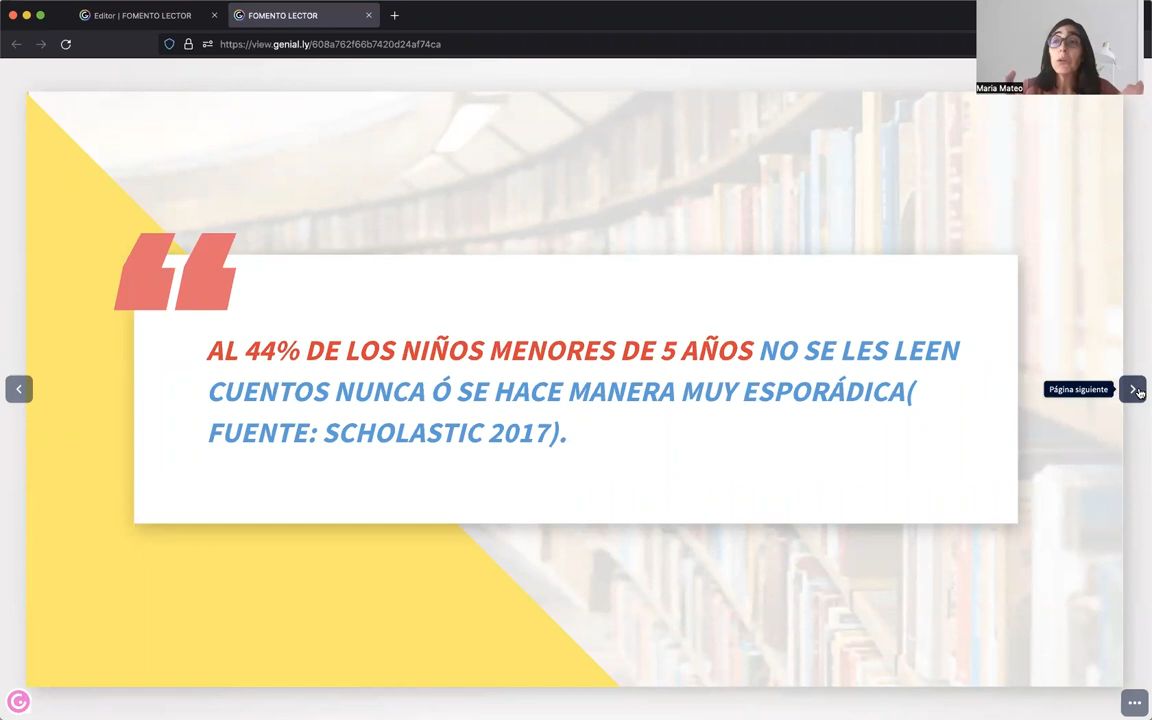 Editor | FOMENTO LECTOR
FOMENTO LECTOR
https://view.genial.ly/608a762f66b7420d24af74ca
Maria Mateo
AL 44% DE LOS NIÑOS MENORES DE 5 AÑOS NO SE LES LEEN
CUENTOS NUNCA Ó SE HACE MANERA MUY ESPORÁDICA(
FUENTE: SCHOLASTIC 2017).
Página siguiente